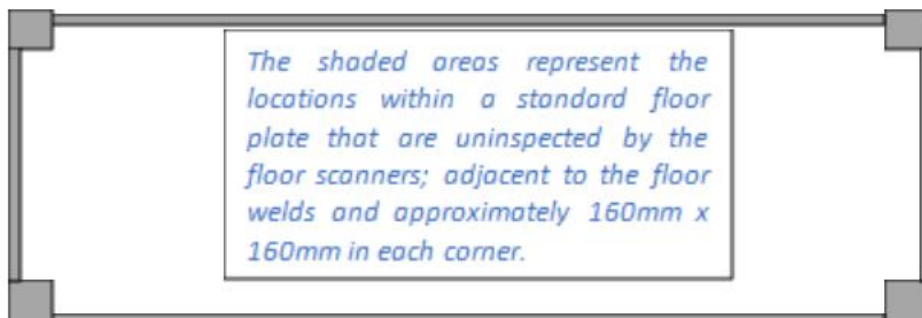 The shaded areas represent the
locations within a standard floor
plate that are uninspected by the
floor scanners; adjacent to the floor
welds and approximately 160mm x
160mm in each corner.